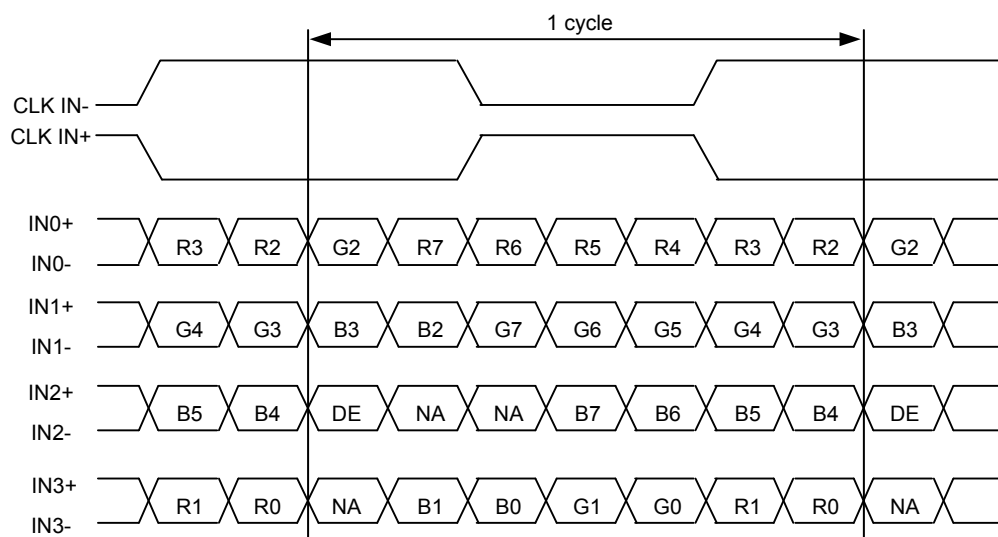 1 cycle
CLK IN-
CLK IN+
IN0+
R3 R2 G2 R7 R6 R5 R4 R3 R2 G2
IN0-
IN1+
G4 G3 B3 B2 G7 G6 G5 G4 G3 B3
IN1-
IN2+
B5 B4 DE NA NA B7 B6 B5 B4 DE
IN2-
IN3+
R1 R0 NA B1 B0 G1 G0 R1 R0 NA
IN3-